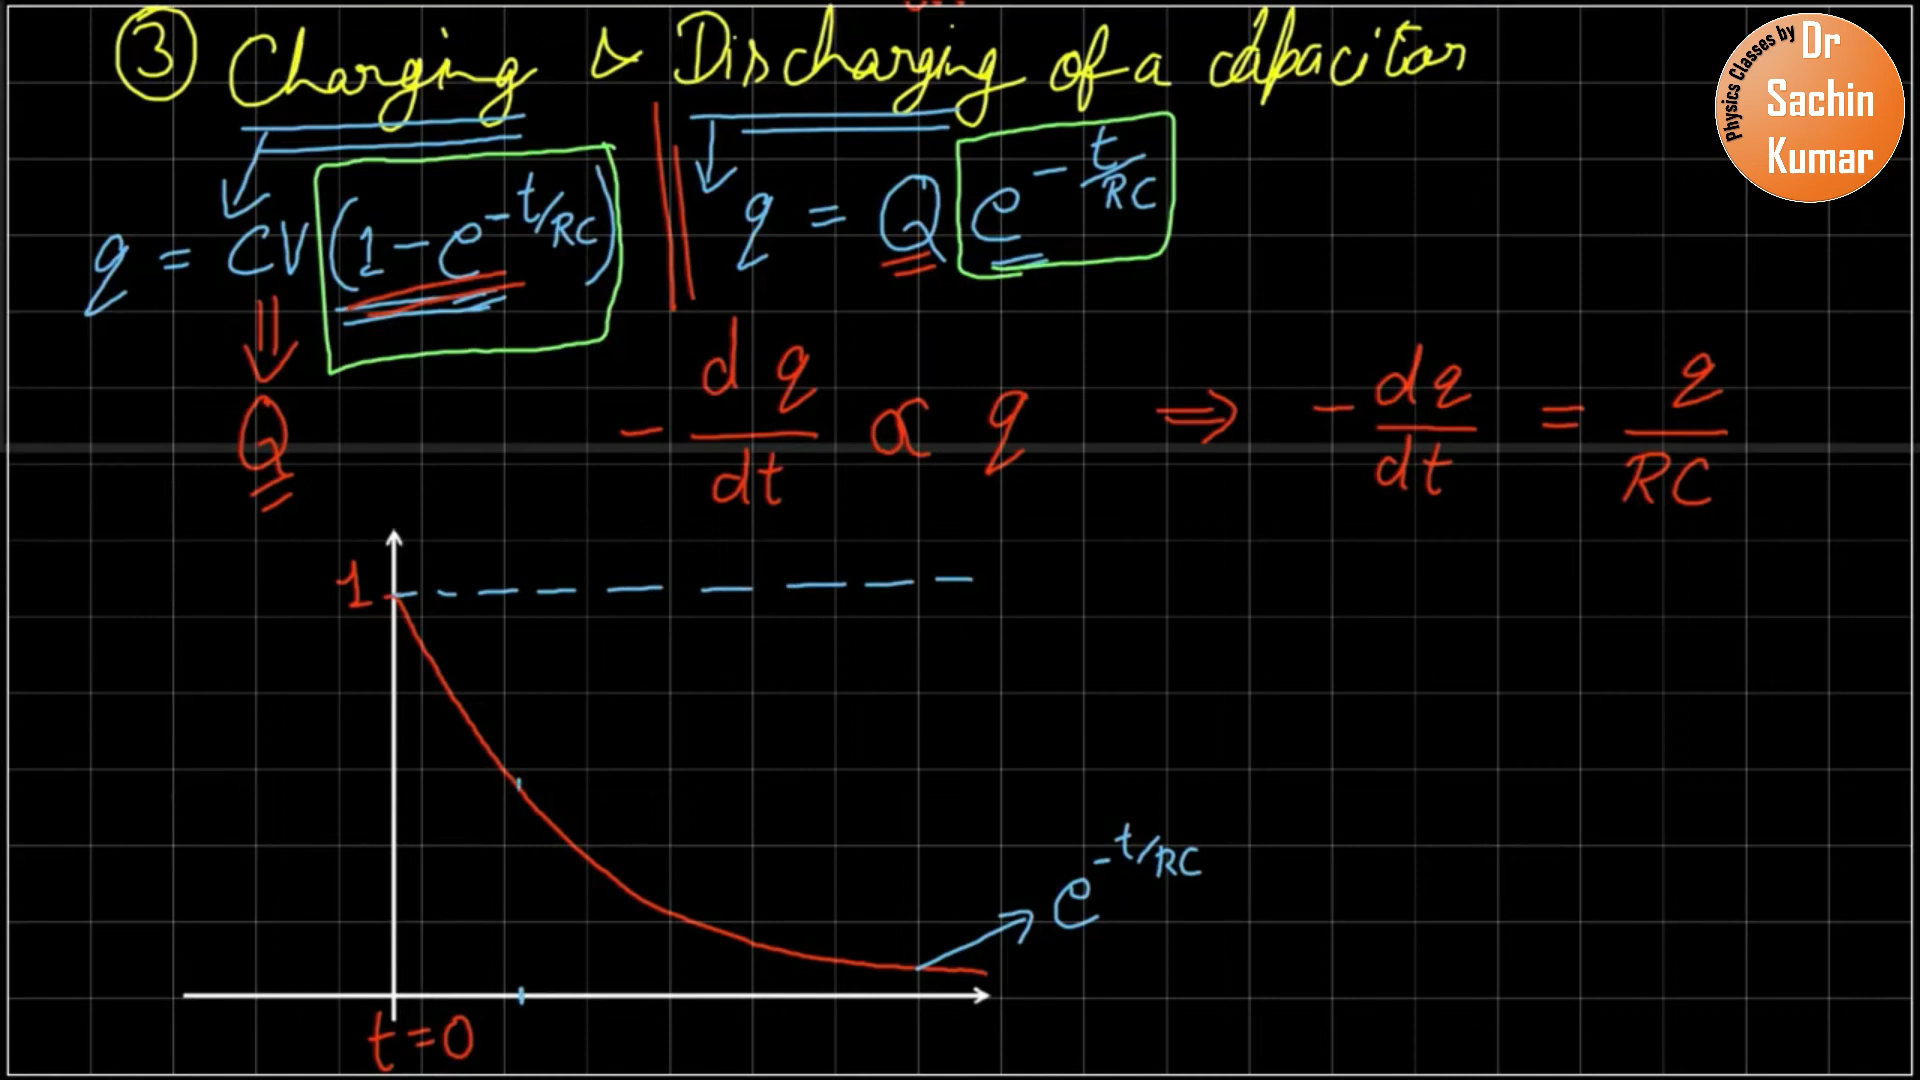 ③ Charging & Discharging of a capacitor
Physics Classes by Dr Sachin Kumar
q = CV(1-e^{-t/RC})
q = Q e^{-t/RC}
Q
-dq/dt ∝ q ⇒ -dq/dt = q/RC
1
e^{-t/RC}
t=0